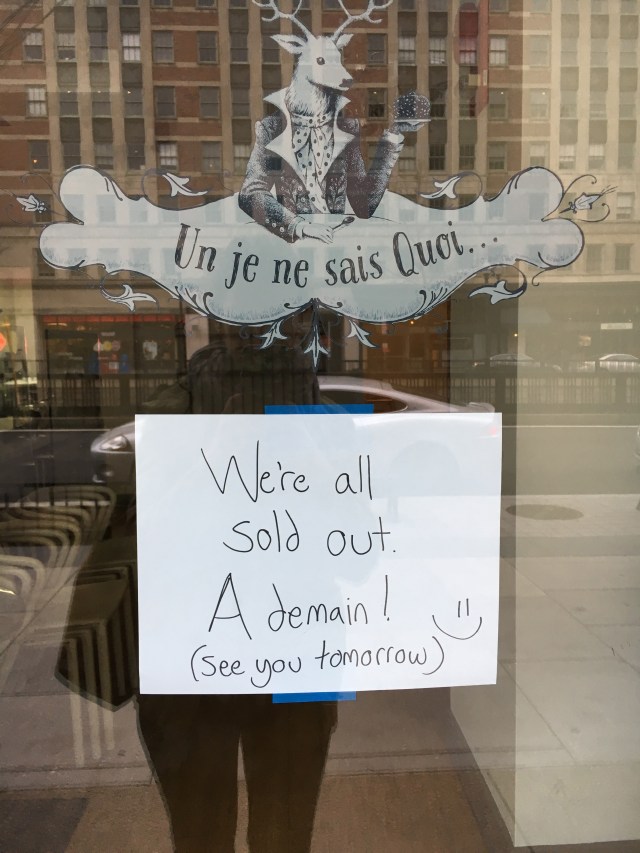 Un je ne sais Quoi...
We're all
sold out.
A demain!
(see you tomorrow)